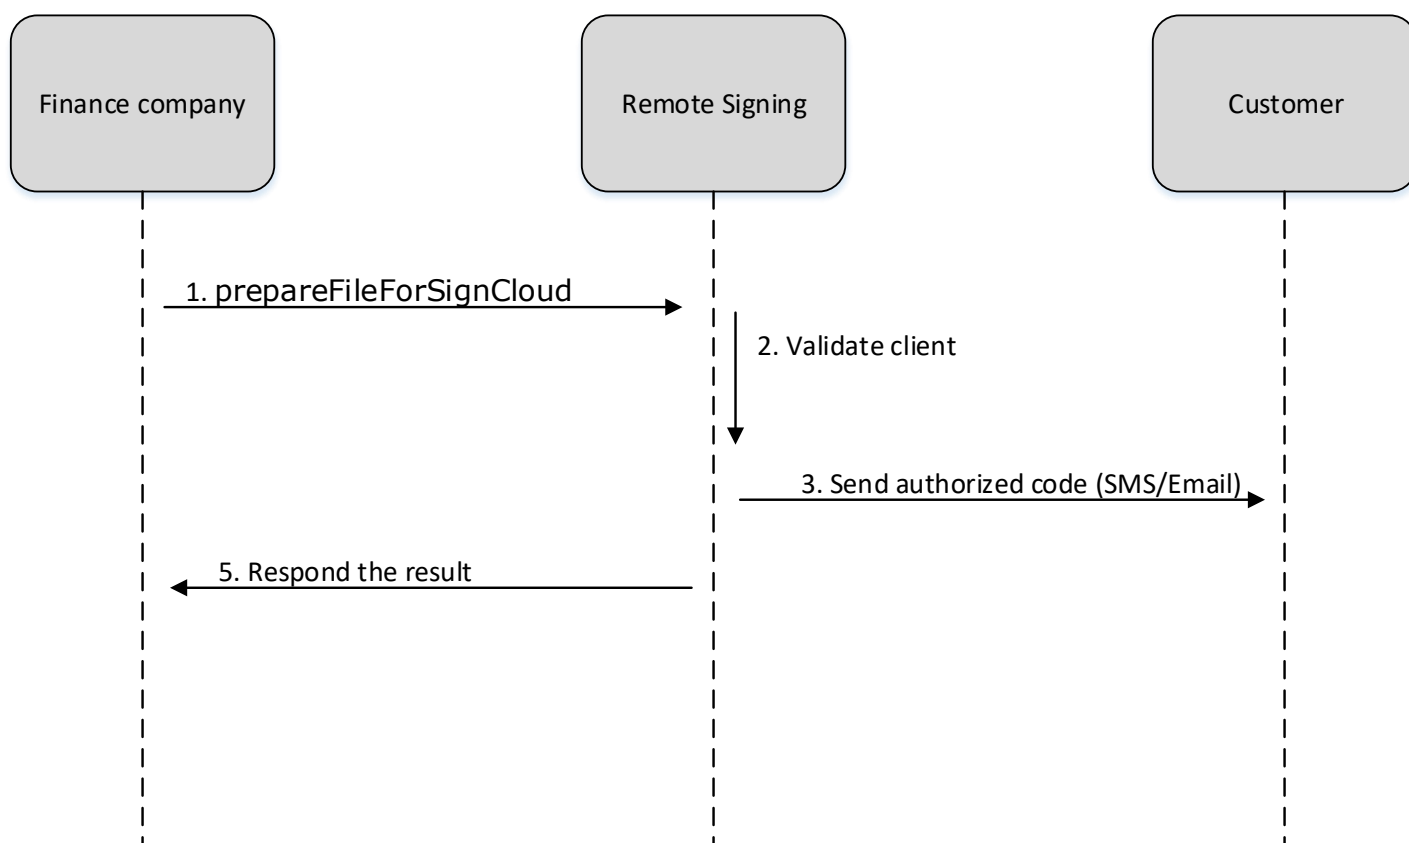 Finance company
Remote Signing
Customer
1. prepareFileForSignCloud
2. Validate client
3. Send authorized code (SMS/Email)
5. Respond the result